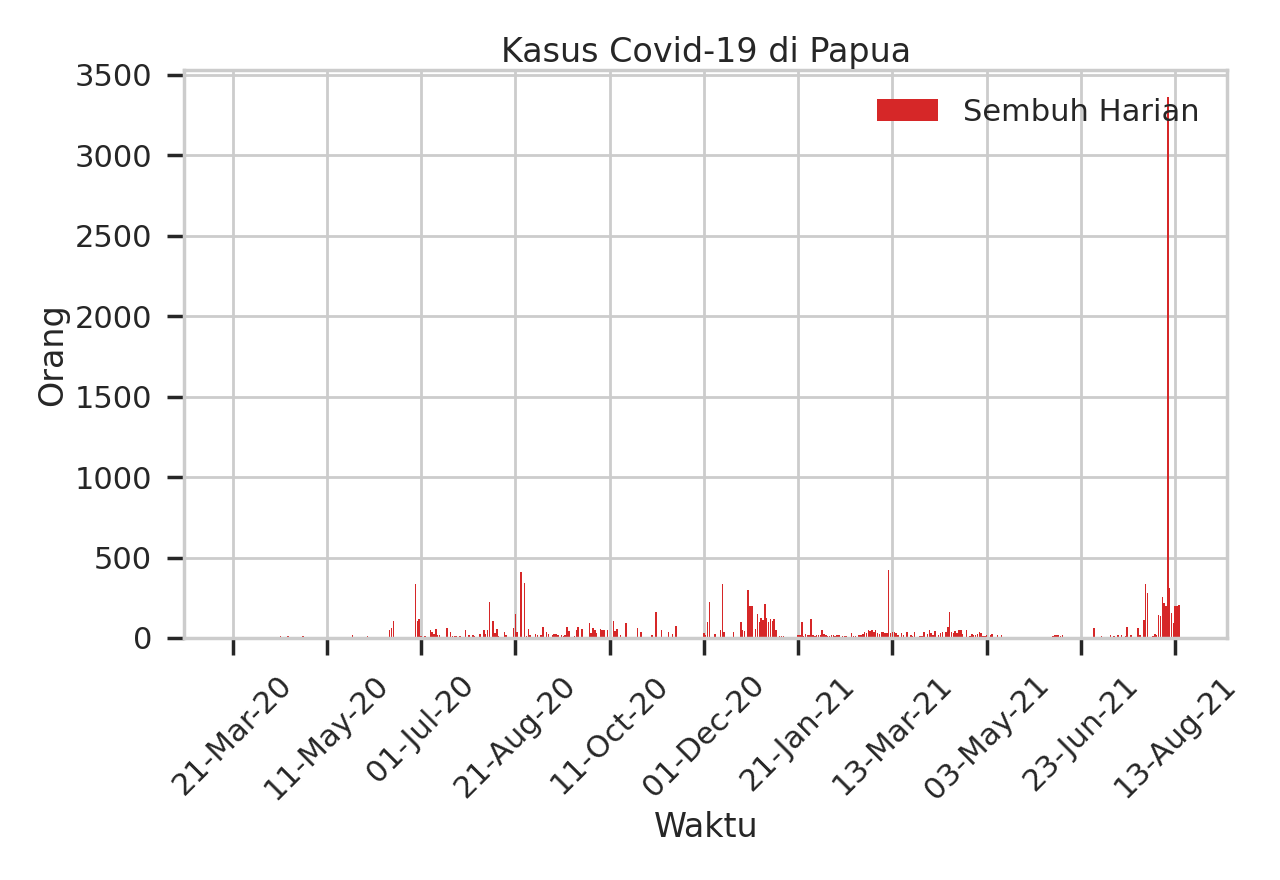 Kasus Covid-19 di Papua
Sembuh Harian
Orang
3500
3000
2500
2000
1500
1000
500
0
21-Mar-20
11-May-20
01-Jul-20
21-Aug-20
11-Oct-20
01-Dec-20
21-Jan-21
13-Mar-21
03-May-21
23-Jun-21
13-Aug-21
Waktu